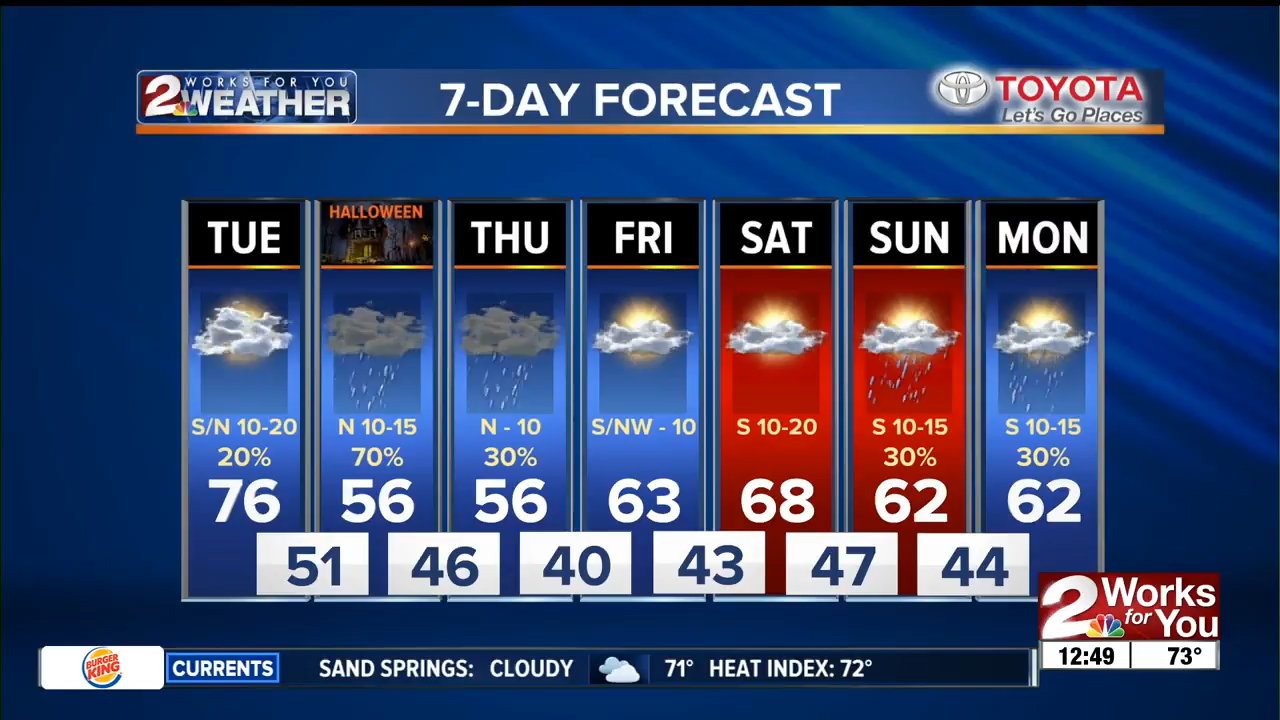 2 WORKS FOR YOU
WEATHER
7-DAY FORECAST
TOYOTA
Let's Go Places
TUE
HALLOWEEN
THU
FRI
SAT
SUN
MON
S/N 10-20
N 10-15
N - 10
S/NW - 10
S 10-20
S 10-15
S 10-15
20%
70%
30%
30%
30%
76
56
56
63
68
62
62
51
46
40
43
47
44
2 Works
for You
12:49
73°
BURGER
KING
CURRENTS
SAND SPRINGS: CLOUDY 71° HEAT INDEX: 72°